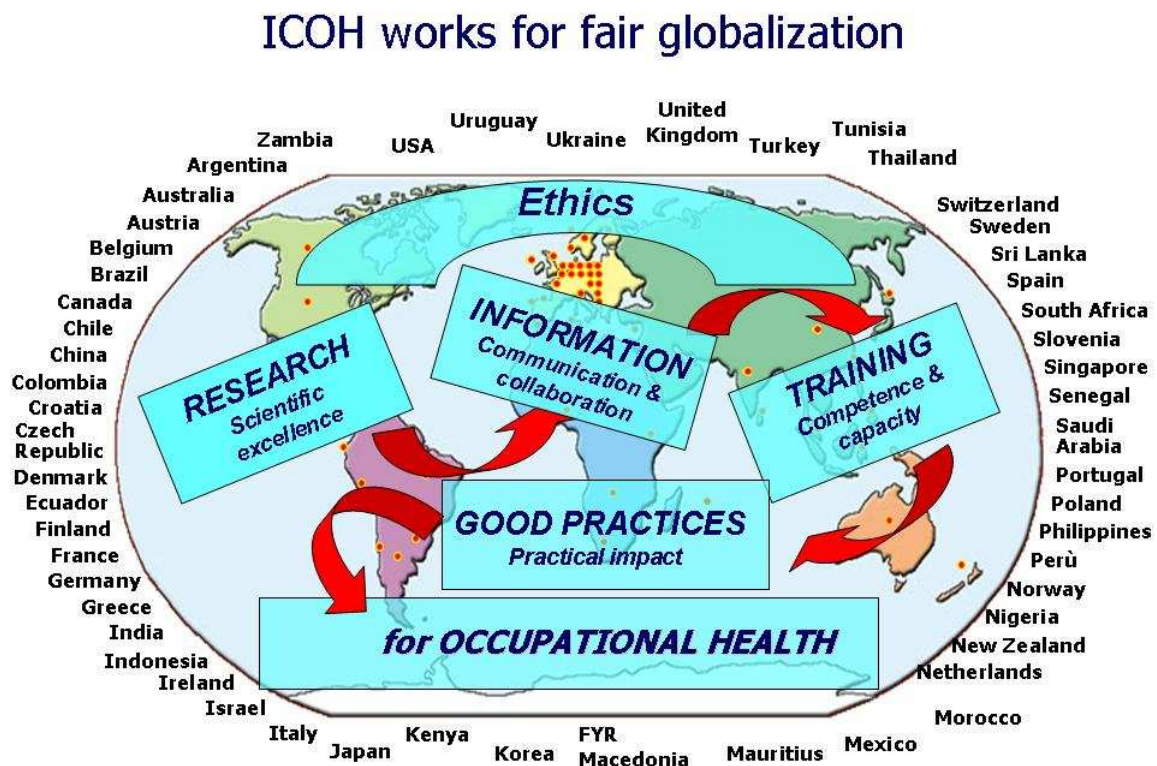 ICOH works for fair globalization
Zambia
Argentina
Australia
Austria
Belgium
Brazil
Canada
Chile
China
Colombia
Croatia
Czech
Republic
Denmark
Ecuador
Finland
France
Germany
Greece
India
Indonesia
Ireland
Israel
Italy
Japan
Kenya
Korea
FYR
Macedonia
Mauritius
Mexico
Morocco
Netherlands
New Zealand
Nigeria
Norway
Perù
Philippines
Poland
Portugal
Saudi
Arabia
Senegal
Singapore
Slovenia
South Africa
Spain
Sri Lanka
Sweden
Switzerland
Thailand
Tunisia
Turkey
United
Kingdom
Ukraine
Uruguay
USA
Ethics
RESEARCH
Scientific
excellence
INFORMATION
Communication &
collaboration
TRAINING
Competence &
capacity
GOOD PRACTICES
Practical impact
for OCCUPATIONAL HEALTH